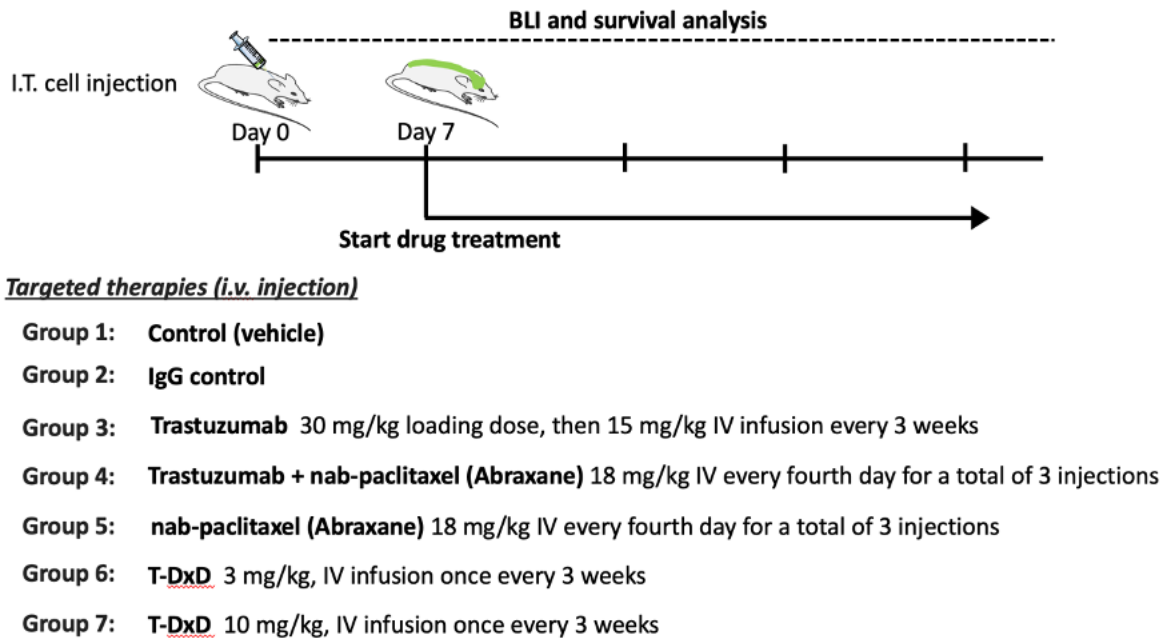 BLI and survival analysis
I.T. cell injection
Day 0
Day 7
Start drug treatment
Targeted therapies (i.v. injection)
Group 1: Control (vehicle)
Group 2: IgG control
Group 3: Trastuzumab 30 mg/kg loading dose, then 15 mg/kg IV infusion every 3 weeks
Group 4: Trastuzumab + nab-paclitaxel (Abraxane) 18 mg/kg IV every fourth day for a total of 3 injections
Group 5: nab-paclitaxel (Abraxane) 18 mg/kg IV every fourth day for a total of 3 injections
Group 6: T-DxD 3 mg/kg, IV infusion once every 3 weeks
Group 7: T-DxD 10 mg/kg, IV infusion once every 3 weeks